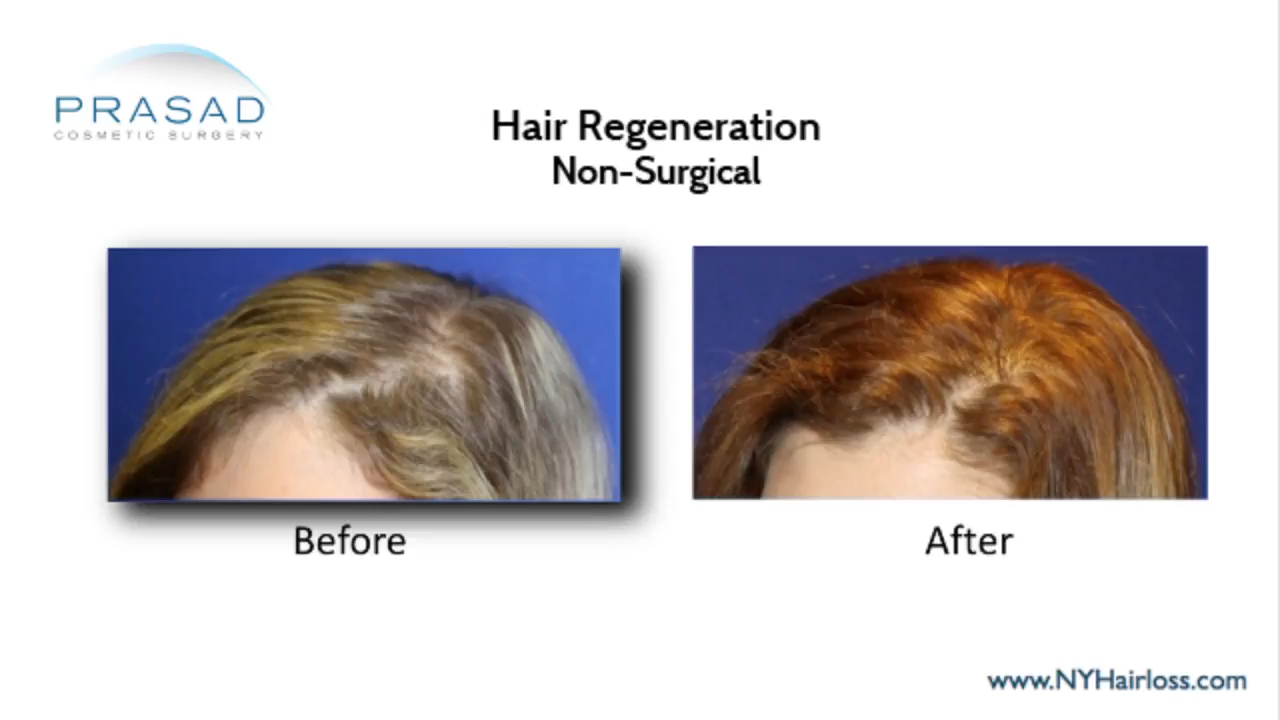 PRASAD
COSMETIC SURGERY
Hair Regeneration
Non-Surgical
Before
After
www.NYHairloss.com